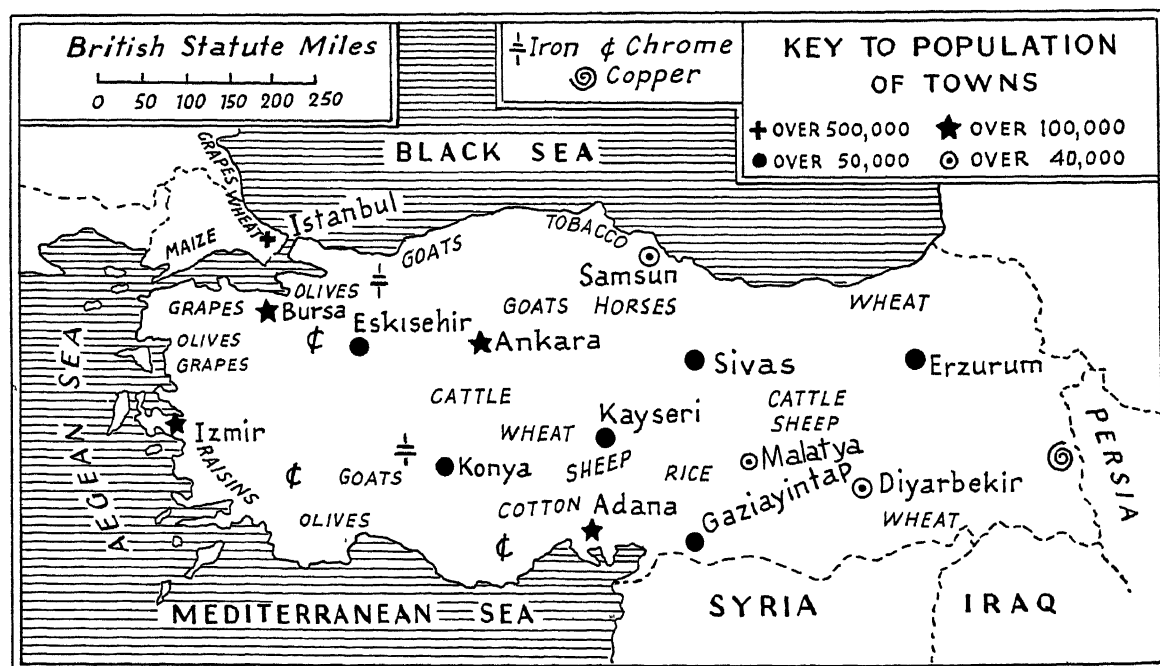 British Statute Miles
0 50 100 150 200 250
Iron ¢ Chrome
Copper
KEY TO POPULATION
OF TOWNS
+ OVER 500,000 ★ OVER 100,000
● OVER 50,000 ⊙ OVER 40,000
BLACK SEA
GRAPES
WHEAT
MAIZE
Istanbul
GOATS
TOBACCO
Samsun
OLIVES
GRAPES
Bursa
GOATS HORSES
WHEAT
Eskısehir
OLIVES
GRAPES
¢
Ankara
Sivas
Erzurum
AEGEAN SEA
CATTLE
CATTLE
SHEEP
Kayseri
Izmir
WHEAT
PERSIA
RAISINS
¢
GOATS
Konya
SHEEP
RICE
Malatya
Gaziayintap
Diyarbekir
COTTON Adana
OLIVES
WHEAT
¢
MEDITERRANEAN SEA
SYRIA
IRAQ